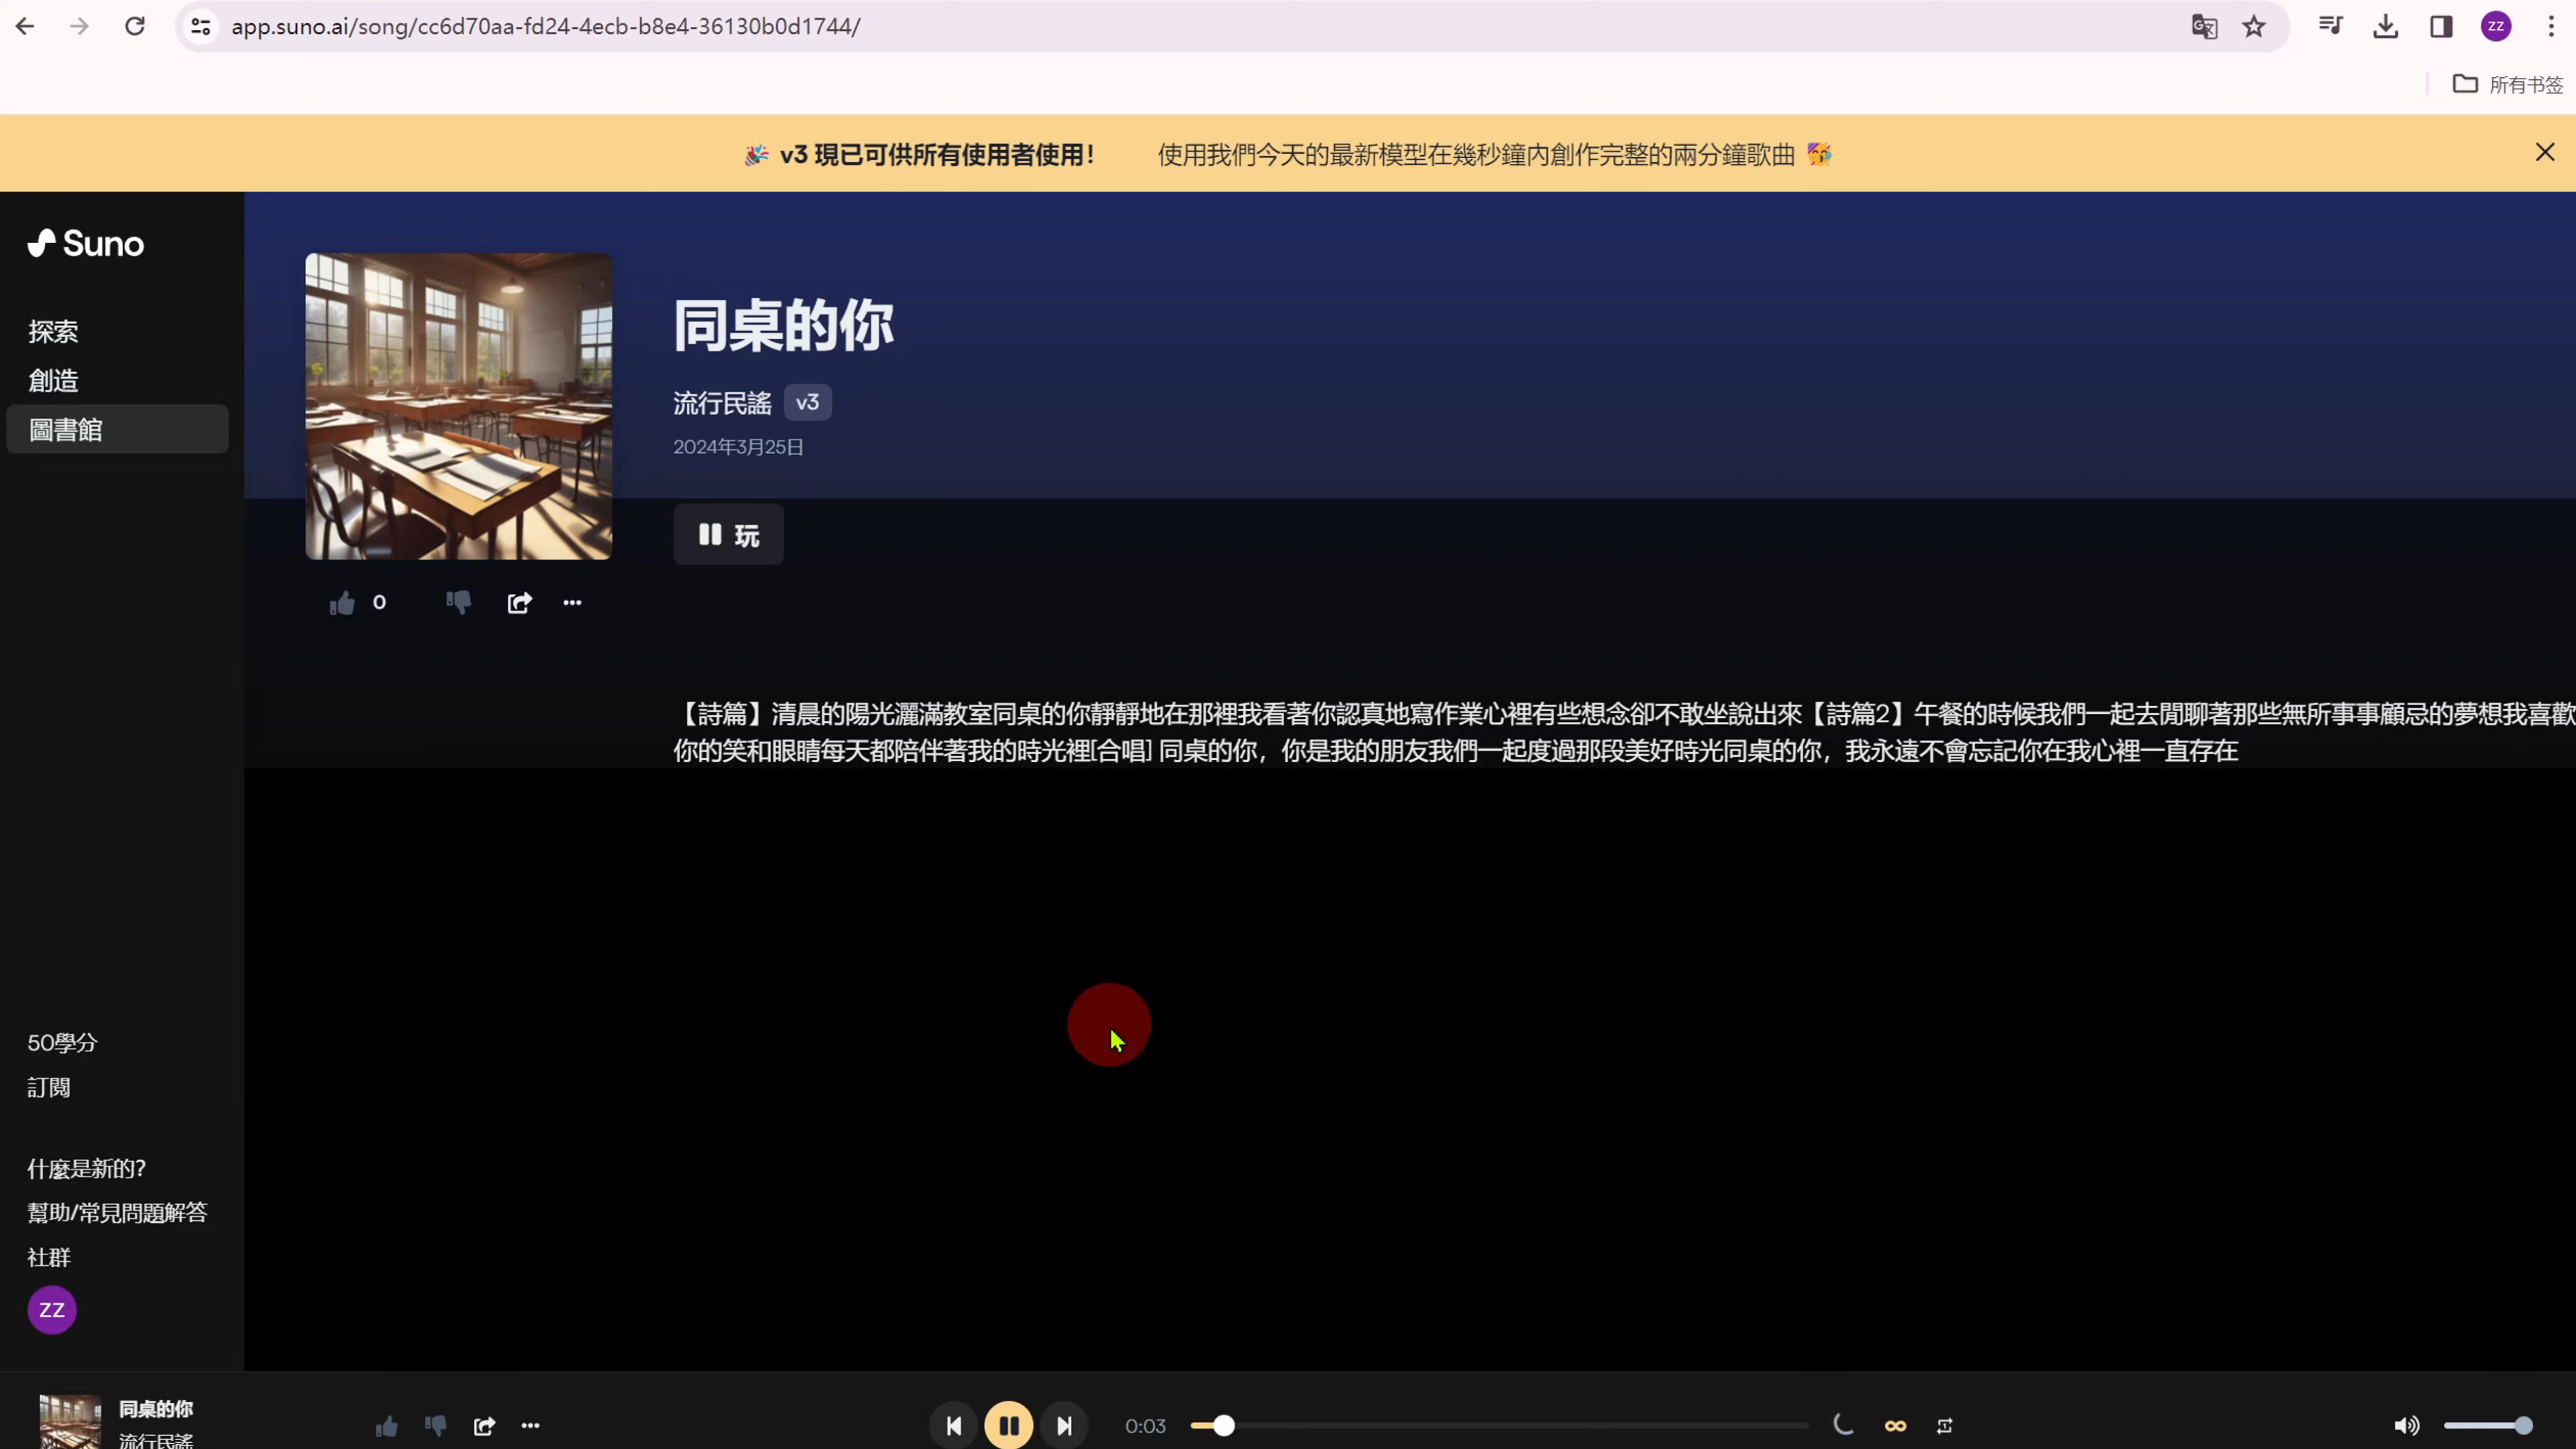 app.suno.ai/song/cc6d70aa-fd24-4ecb-b8e4-36130b0d1744/
zz
所有书签
v3 現已可供所有使用者使用！ 使用我們今天的最新模型在幾秒鐘內創作完整的兩分鐘歌曲
Suno
探索
創造
圖書館
同桌的你
流行民謠 v3
2024年3月25日
玩
0
【詩篇】清晨的陽光灑滿教室同桌的你靜靜地在那裡我看著你認真地寫作業心裡有些想念卻不敢坐說出來【詩篇2】午餐的時候我們一起去閒聊著那些無所事事顧忌的夢想我喜歡
你的笑和眼睛每天都陪伴著我的時光裡[合唱] 同桌的你，你是我的朋友我們一起度過那段美好時光同桌的你，我永遠不會忘記你在我心裡一直存在
50學分
訂閱
什麼是新的?
幫助/常見問題解答
社群
ZZ
同桌的你
流行民謠
0:03